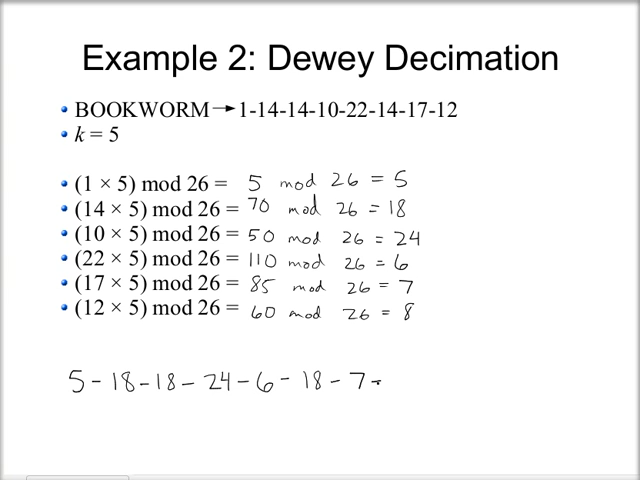 Example 2: Dewey Decimation
• BOOKWORM→1-14-14-10-22-14-17-12
• k = 5
• (1 × 5) mod 26 = 5 mod 26 = 5
• (14 × 5) mod 26 = 70 mod 26 = 18
• (10 × 5) mod 26 = 50 mod 26 = 24
• (22 × 5) mod 26 = 110 mod 26 = 6
• (17 × 5) mod 26 = 85 mod 26 = 7
• (12 × 5) mod 26 = 60 mod 26 = 8
5 - 18 - 18 - 24 - 6 - 18 - 7 -